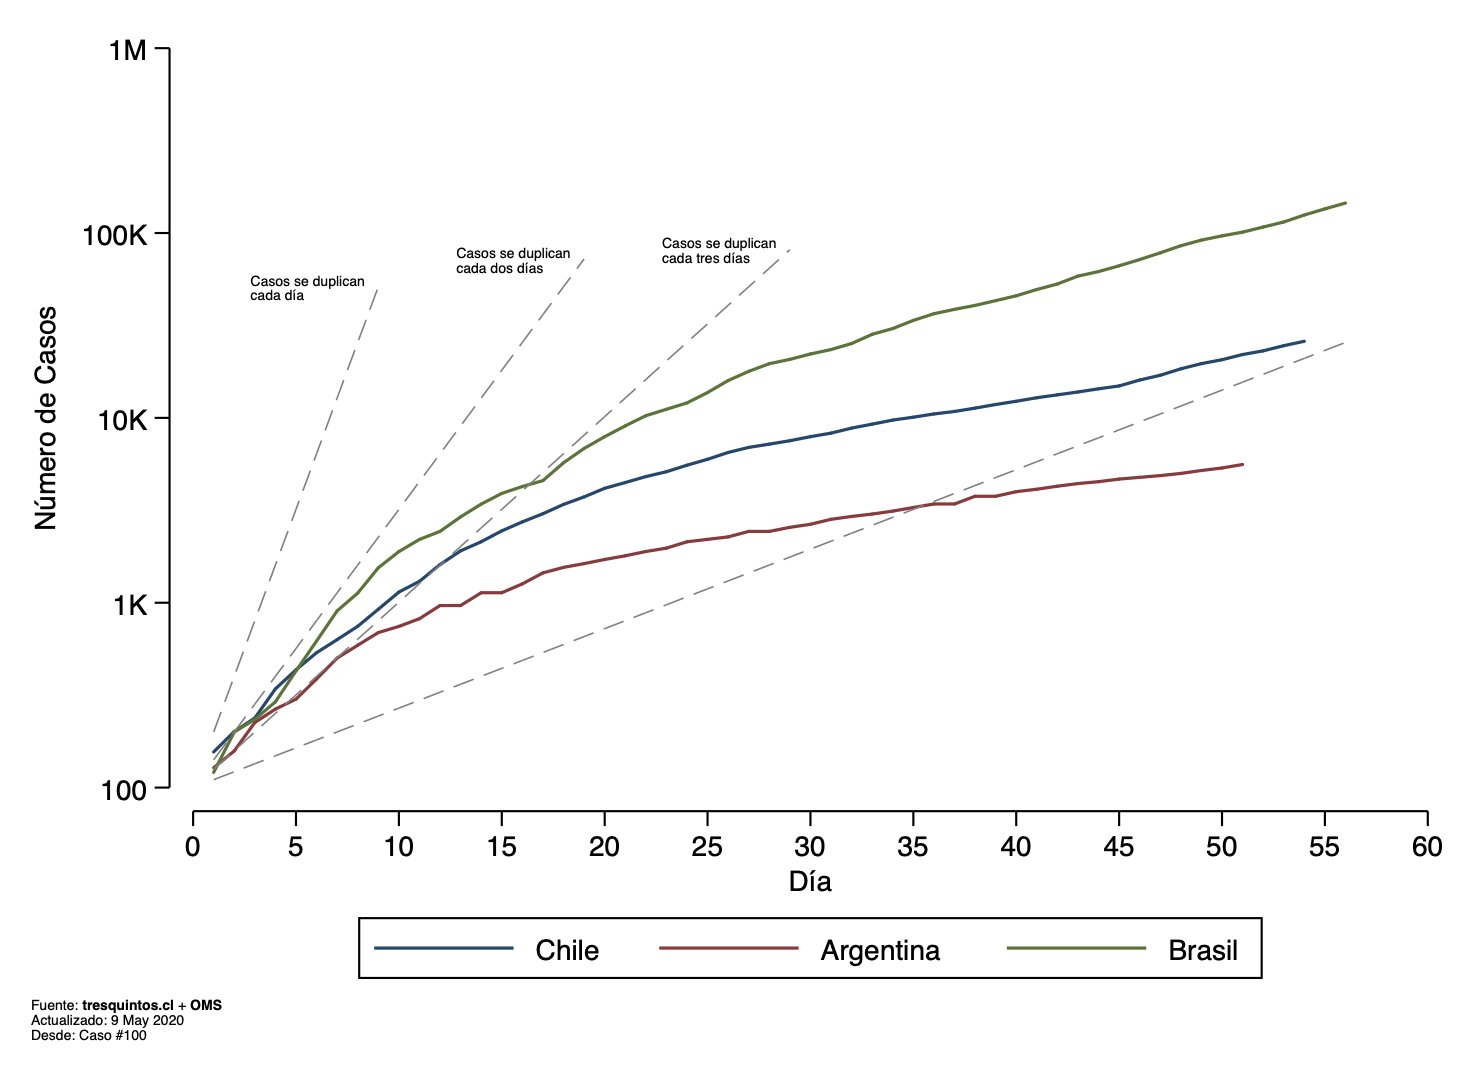 1M
100K
10K
1K
100
Número de Casos
Casos se duplican
cada día
Casos se duplican
cada dos días
Casos se duplican
cada tres días
0 5 10 15 20 25 30 35 40 45 50 55 60
Día
Chile Argentina Brasil
Fuente: tresquintos.cl + OMS
Actualizado: 9 May 2020
Desde: Caso #100